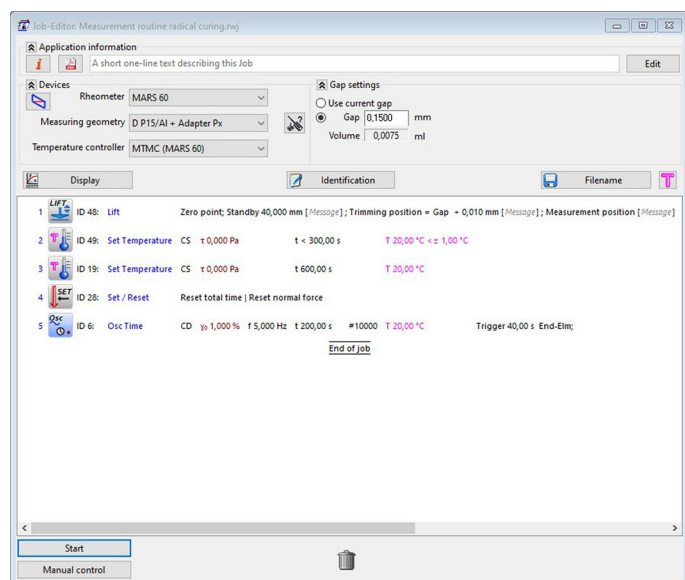 Job-Editor: Measurement routine radical curing.rwj
Application information
i A short one-line text describing this Job Edit
Devices Gap settings
Rheometer MARS 60 Use current gap
Measuring geometry D P15/Al + Adapter Px Gap 0,1500 mm
Volume 0,0075 ml
Temperature controller MTMC (MARS 60)
Display Identification Filename T
1 LIFT ID 48: Lift Zero point; Standby 40,000 mm [Message] ; Trimming position = Gap + 0,010 mm [Message] ; Measurement position [Message]
2 T ID 49: Set Temperature CS τ 0,000 Pa t < 300,00 s T 20,00 °C < ± 1,00 °C
3 T ID 19: Set Temperature CS τ 0,000 Pa t 600,00 s T 20,00 °C
4 SET ID 28: Set / Reset Reset total time | Reset normal force
5 Osc ID 6: Osc Time CD γ₀ 1,000 % f 5,000 Hz t 200,00 s #10000 T 20,00 °C Trigger 40,00 s End-Elm;
End of job
Start
Manual control